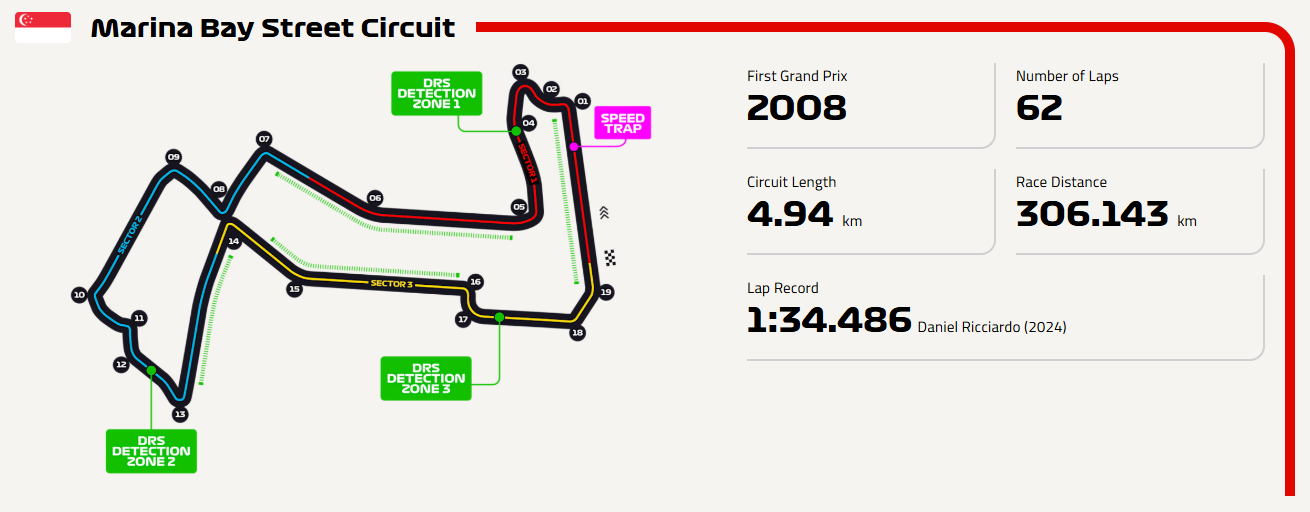 Marina Bay Street Circuit
DRS
DETECTION
ZONE 1
03
02
01
SPEED
TRAP
04
SECTOR 1
07
09
08
06
05
SECTOR 2
14
10
15
SECTOR 3
16
19
11
17
18
12
DRS
DETECTION
ZONE 3
13
DRS
DETECTION
ZONE 2
First Grand Prix
2008
Number of Laps
62
Circuit Length
4.94 km
Race Distance
306.143 km
Lap Record
1:34.486 Daniel Ricciardo (2024)